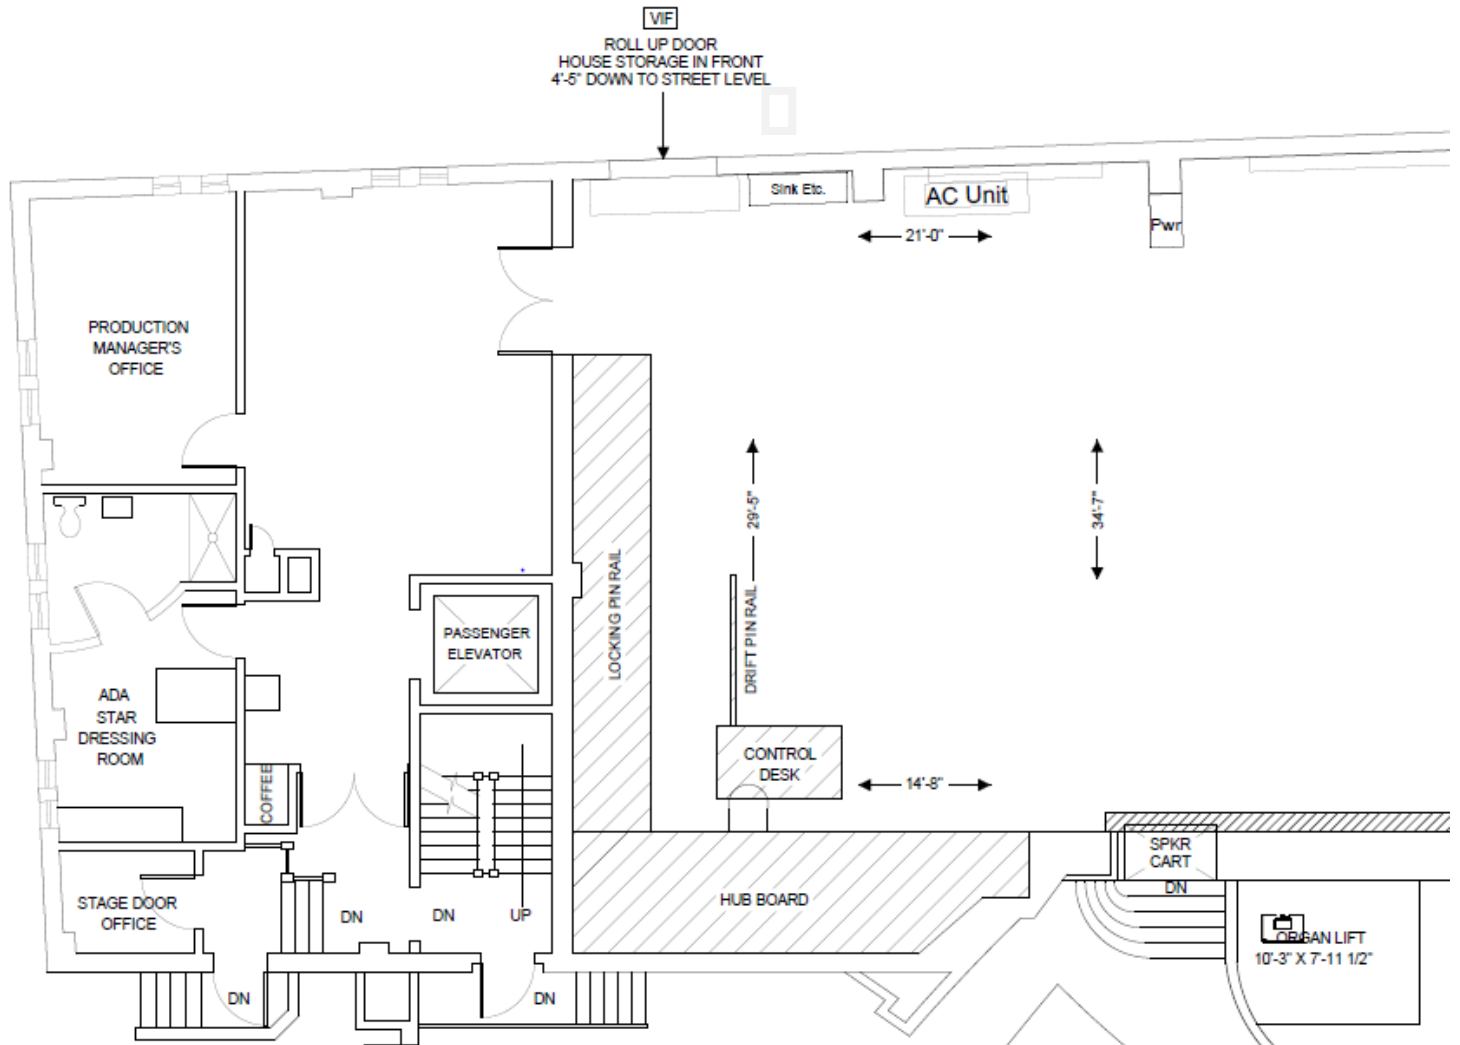 VIF
ROLL UP DOOR
HOUSE STORAGE IN FRONT
4'-5" DOWN TO STREET LEVEL
Sink Etc.
AC Unit
Pwr
21'-0"
PRODUCTION
MANAGER'S
OFFICE
29'-5"
34'-7"
LOCKING PIN RAIL
DRIFT PIN RAIL
PASSENGER
ELEVATOR
ADA
STAR
DRESSING
ROOM
COFFEE
CONTROL
DESK
14'-8"
SPKR
CART
DN
STAGE DOOR
OFFICE
DN
DN
UP
HUB BOARD
ORGAN LIFT
10'-3" X 7'-11 1/2"
DN
DN